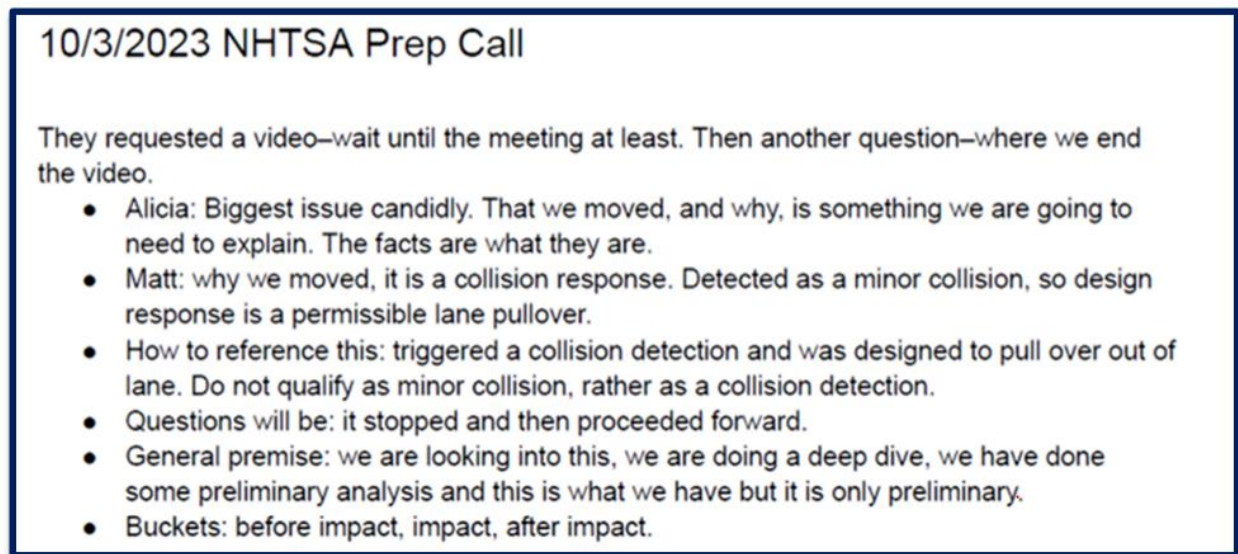 10/3/2023 NHTSA Prep Call
They requested a video–wait until the meeting at least. Then another question–where we end
the video.
● Alicia: Biggest issue candidly. That we moved, and why, is something we are going to
need to explain. The facts are what they are.
● Matt: why we moved, it is a collision response. Detected as a minor collision, so design
response is a permissible lane pullover.
● How to reference this: triggered a collision detection and was designed to pull over out of
lane. Do not qualify as minor collision, rather as a collision detection.
● Questions will be: it stopped and then proceeded forward.
● General premise: we are looking into this, we are doing a deep dive, we have done
some preliminary analysis and this is what we have but it is only preliminary.
● Buckets: before impact, impact, after impact.